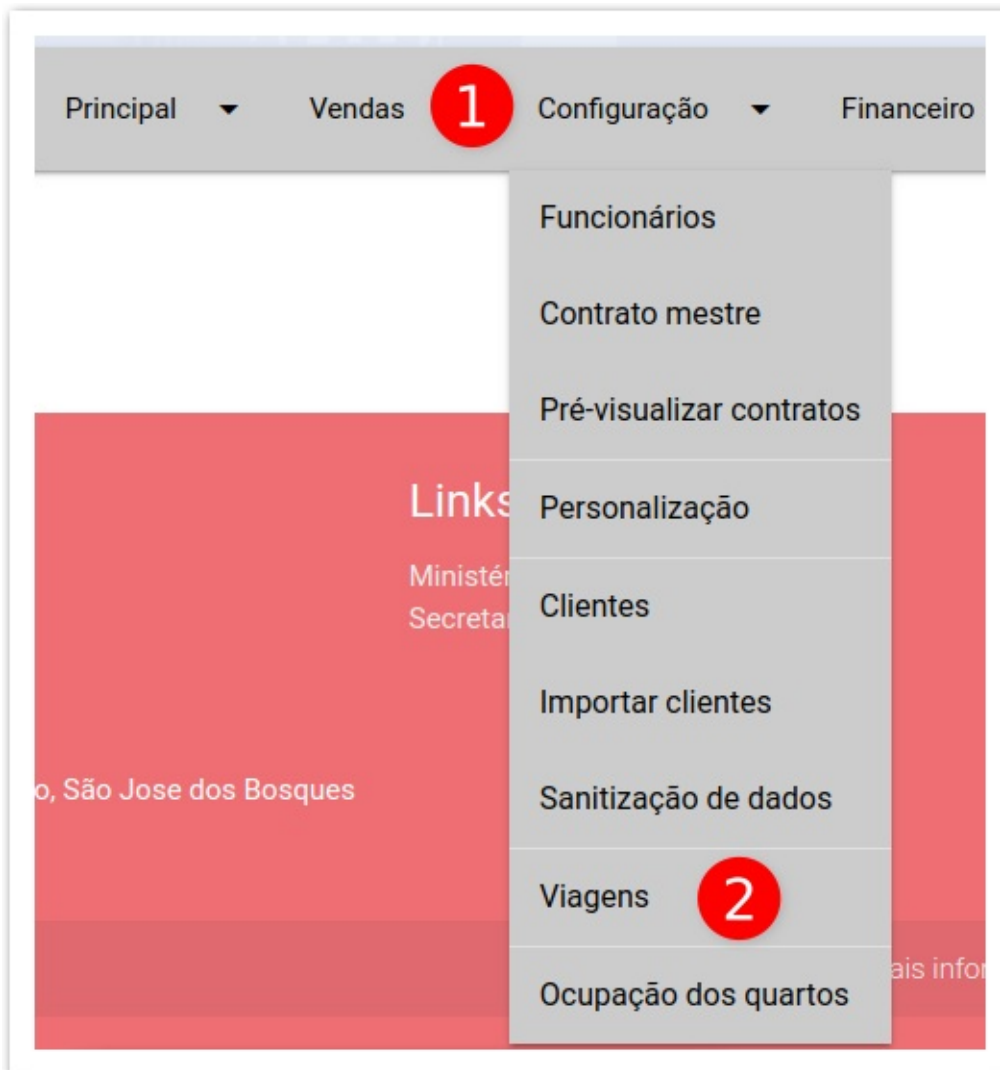 Principal Vendas 1 Configuração Financeiro
Funcionários
Contrato mestre
Pré-visualizar contratos
Links
Personalização
Ministér
Secreta
Clientes
Importar clientes
o, São Jose dos Bosques
Sanitização de dados
Viagens 2
ais infor
Ocupação dos quartos